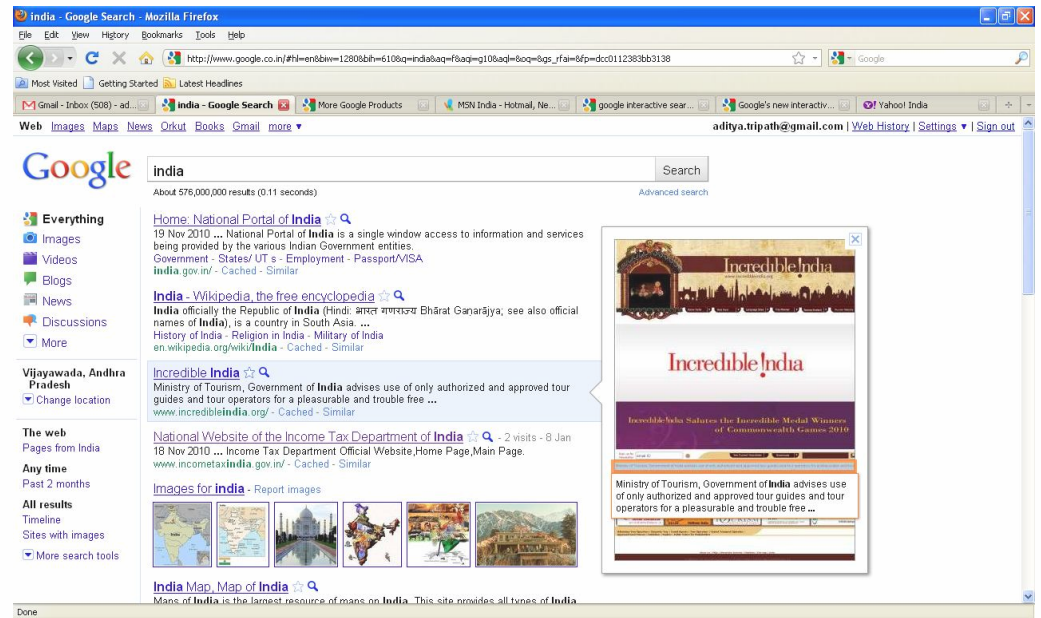 india - Google Search - Mozilla Firefox
File Edit View History Bookmarks Tools Help
http://www.google.co.in/#hl=en&biw=1280&bih=610&q=india&aq=f&aqi=g10&aql=&oq=&gs_rfai=&fp=dcc0112383bb3138
Google
Most Visited Getting Started Latest Headlines
Gmail - Inbox (508) - ad... india - Google Search More Google Products MSN India - Hotmail, Ne... google interactive sear... Google's new interactiv... Yahoo! India
Web Images Maps News Orkut Books Gmail more ▼ aditya.tripath@gmail.com | Web History | Settings ▼ | Sign out
Google
india
Search
About 576,000,000 results (0.11 seconds)
Advanced search
Everything
Images
Videos
Blogs
News
Discussions
More
Vijayawada, Andhra
Pradesh
Change location
The web
Pages from India
Any time
Past 2 months
All results
Timeline
Sites with images
More search tools
Home: National Portal of India
19 Nov 2010 ... National Portal of India is a single window access to information and services
being provided by the various Indian Government entities.
Government - States/ UT s - Employment - Passport/VISA
india.gov.in/ - Cached - Similar
India - Wikipedia, the free encyclopedia
India officially the Republic of India (Hindi: भारत गणराज्य Bhārat Gaṇarājya; see also official
names of India), is a country in South Asia. ...
History of India - Religion in India - Military of India
en.wikipedia.org/wiki/India - Cached - Similar
Incredible India
Ministry of Tourism, Government of India advises use of only authorized and approved tour
guides and tour operators for a pleasurable and trouble free ...
www.incredibleindia.org/ - Cached - Similar
National Website of the Income Tax Department of India - 2 visits - 8 Jan
18 Nov 2010 ... Income Tax Department Official Website,Home Page,Main Page.
www.incometaxindia.gov.in/ - Cached - Similar
Images for india - Report images
India Map, Map of India
Maps of India is the largest resource of maps on India. This site provides all types of India
Incredible !ndia
Incredible !ndia
Incredible !ndia Salutes the Incredible Medal Winners
of Commonwealth Games 2010
Ministry of Tourism, Government of India advises use
of only authorized and approved tour guides and tour
operators for a pleasurable and trouble free ...
Done